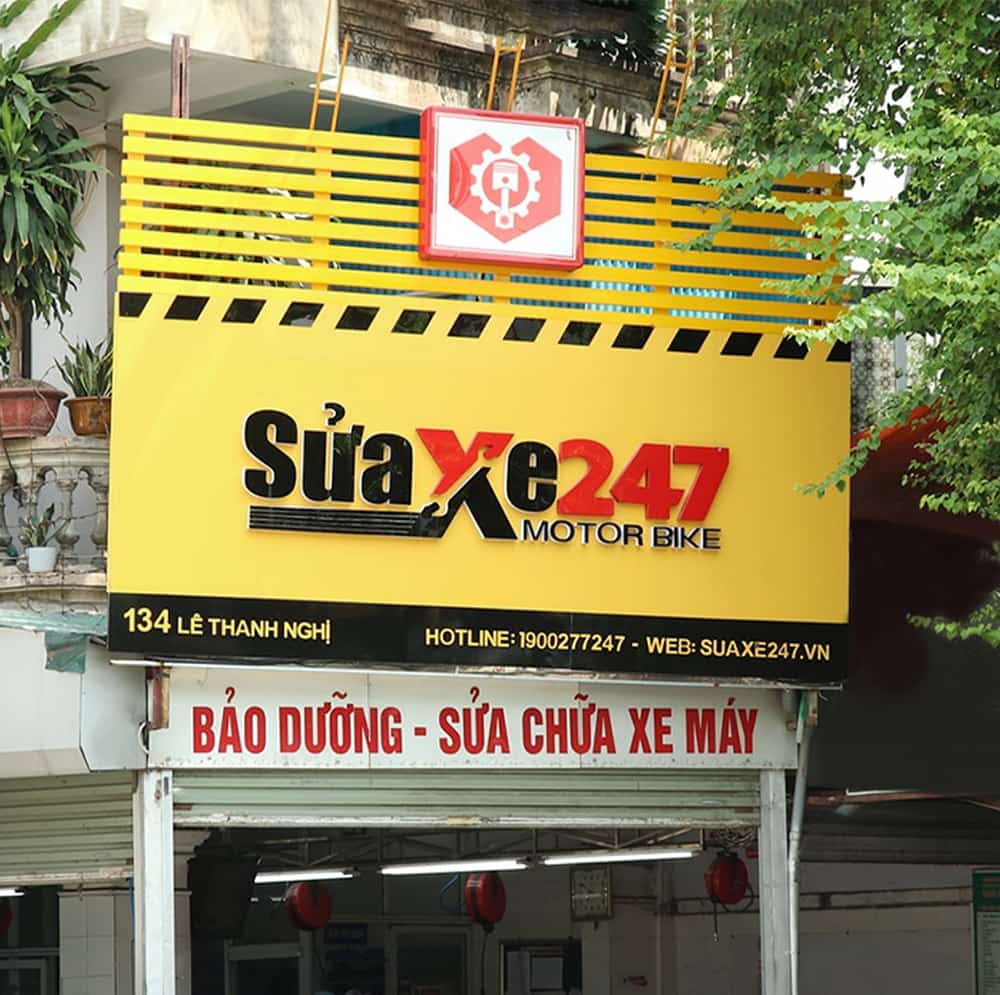 SửaXe247
MOTOR BIKE
134 LÊ THANH NGHỊ
HOTLINE: 1900277247 - WEB: SUAXE247.VN
BẢO DƯỠNG - SỬA CHỮA XE MÁY